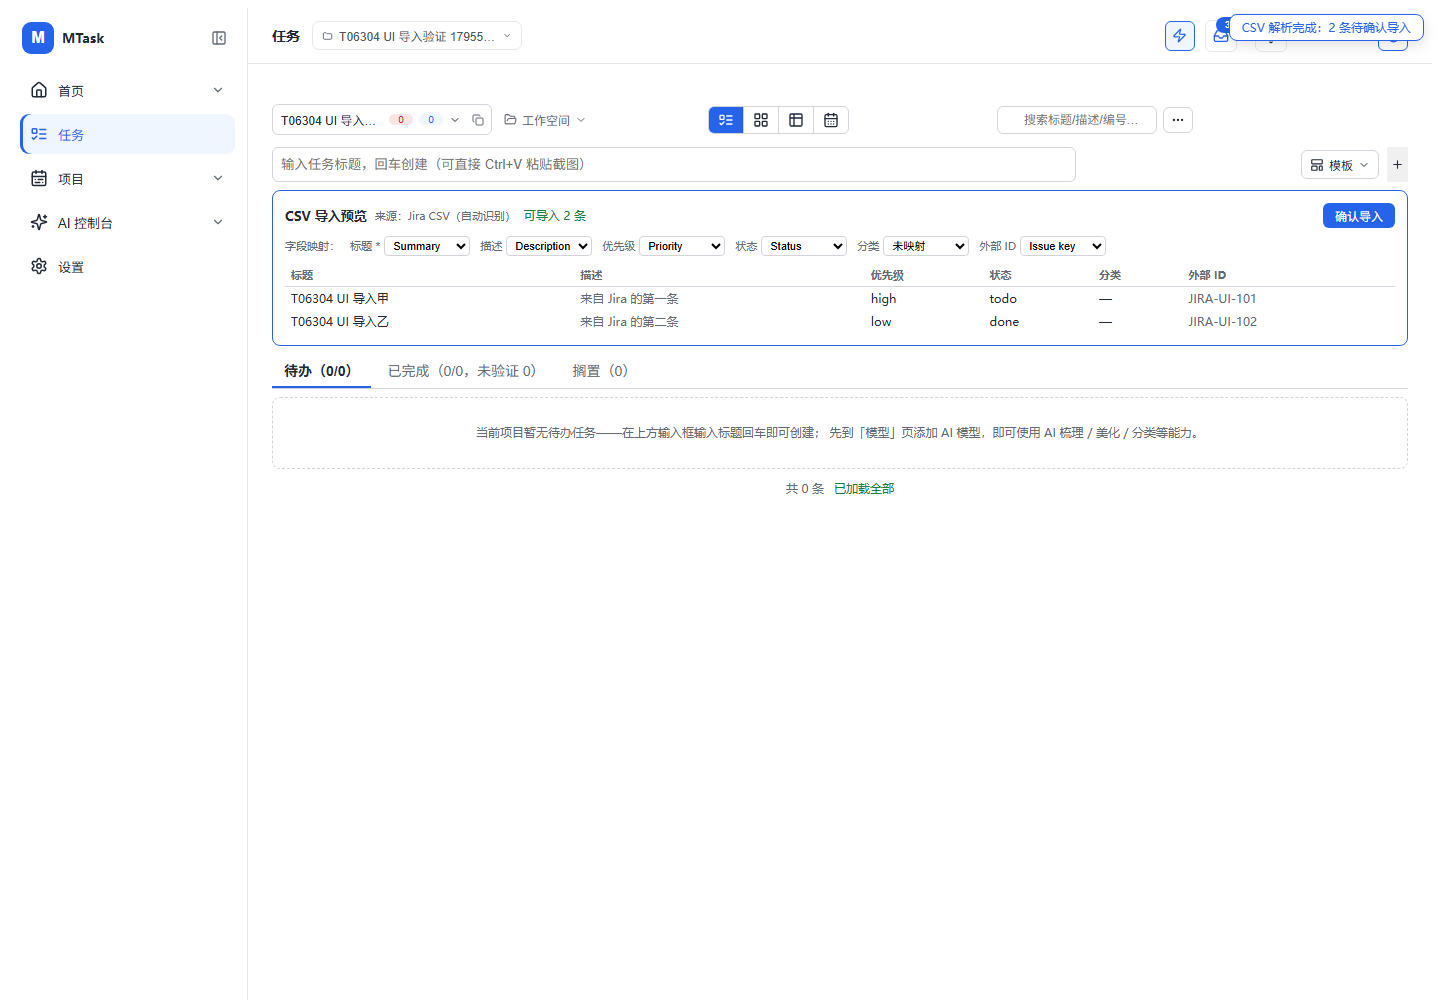 M MTask
首页
任务
项目
AI 控制台
设置
任务 T06304 UI 导入验证 17955...
CSV 解析完成：2 条待确认导入
T06304 UI 导入... 0 0 工作空间 搜索标题/描述/编号...
输入任务标题，回车创建（可直接 Ctrl+V 粘贴截图） 模板 +
CSV 导入预览 来源：Jira CSV（自动识别） 可导入 2 条 确认导入
字段映射： 标题 * Summary 描述 Description 优先级 Priority 状态 Status 分类 未映射 外部 ID Issue key
标题 描述 优先级 状态 分类 外部 ID
T06304 UI 导入甲 来自 Jira 的第一条 high todo — JIRA-UI-101
T06304 UI 导入乙 来自 Jira 的第二条 low done — JIRA-UI-102
待办（0/0） 已完成（0/0，未验证 0） 搁置（0）
当前项目暂无待办任务——在上方输入框输入标题回车即可创建； 先到「模型」页添加 AI 模型，即可使用 AI 梳理 / 美化 / 分类等能力。
共 0 条 已加载全部